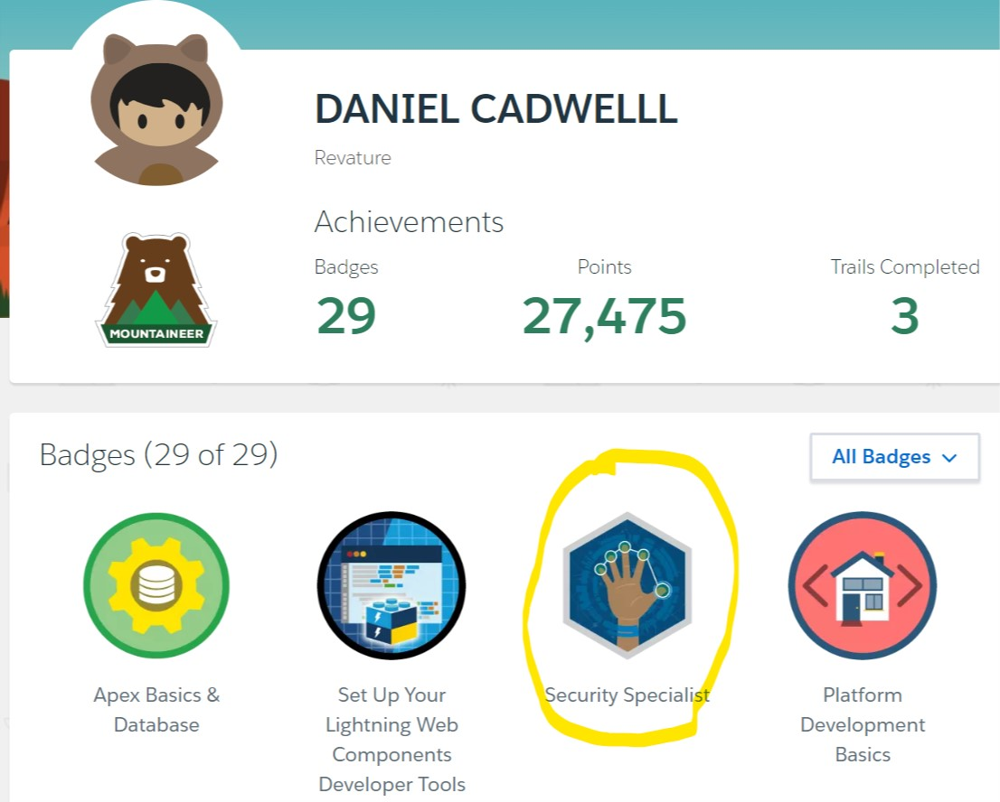 DANIEL CADWELLL
Revature
Achievements
Badges
Points
Trails Completed
29
27,475
3
MOUNTAINEER
Badges (29 of 29)
All Badges
Apex Basics &
Database
Set Up Your
Lightning Web
Components
Developer Tools
Security Specialist
Platform
Development
Basics